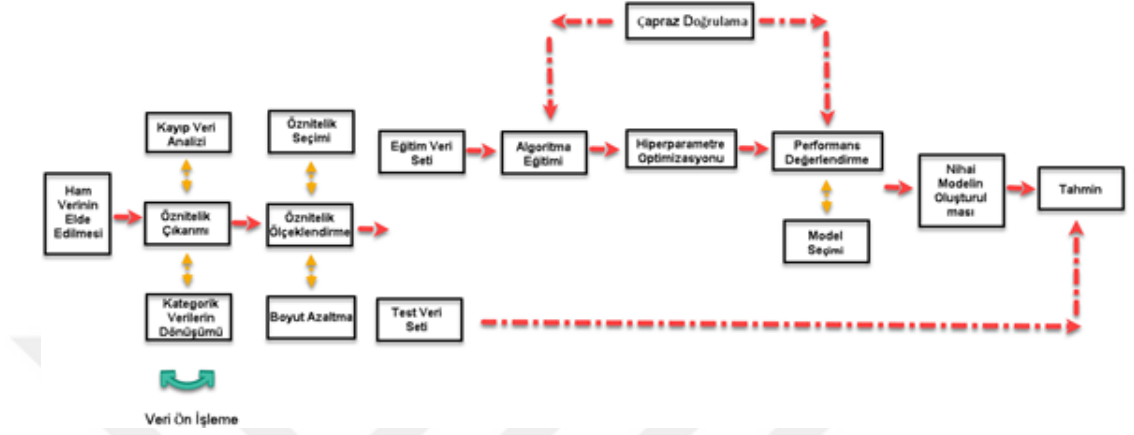 Çapraz Doğrulama
Kayıp Veri
Analizi
Öznitelik
Seçimi
Eğitim Veri
Seti
Algoritma
Eğitimi
Hiperparametre
Optimizasyonu
Performans
Değerlendirme
Ham
Verinin
Elde
Edilmesi
Öznitelik
Çıkarımı
Öznitelik
Ölçeklendirme
Nihai
Modelin
Oluşturul
ması
Tahmin
Model
Seçimi
Kategorik
Verilerin
Dönüşümü
Boyut Azaltma
Test Veri
Seti
Veri Ön İşleme